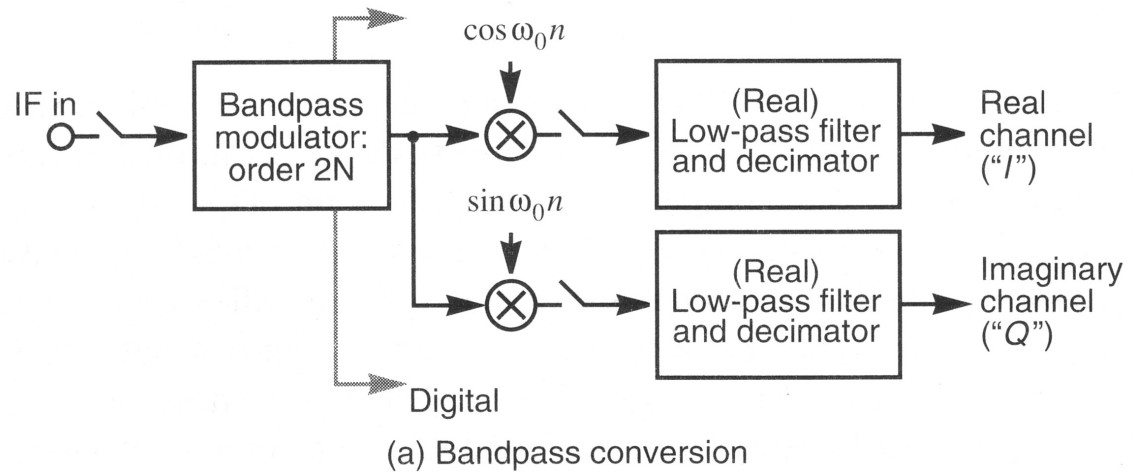 cos ω₀n
IF in
Bandpass
modulator:
order 2N
(Real)
Low-pass filter
and decimator
Real
channel
(“I”)
sin ω₀n
(Real)
Low-pass filter
and decimator
Imaginary
channel
(“Q”)
Digital
(a) Bandpass conversion